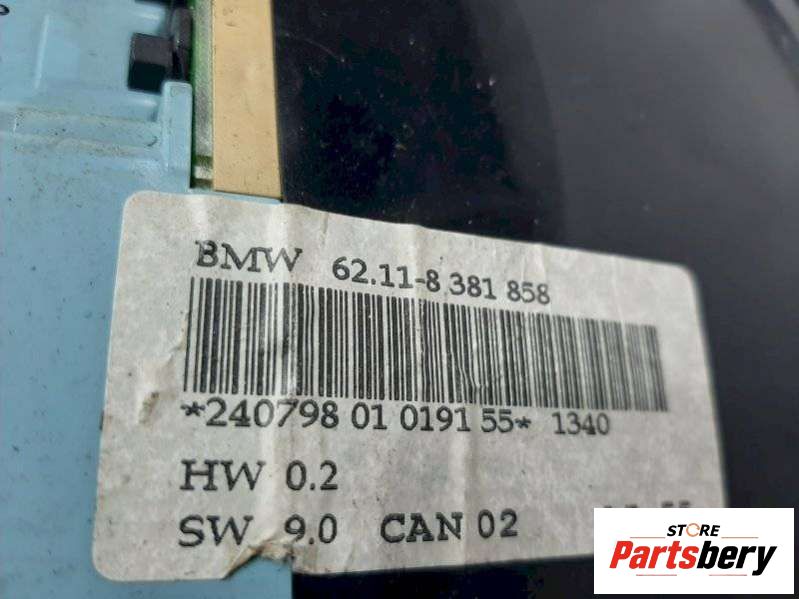 BMW 62.11-8 381 858
*240798 01 0191 55* 1340
HW 0.2
SW 9.0 CAN 02
STORE
Partsbery